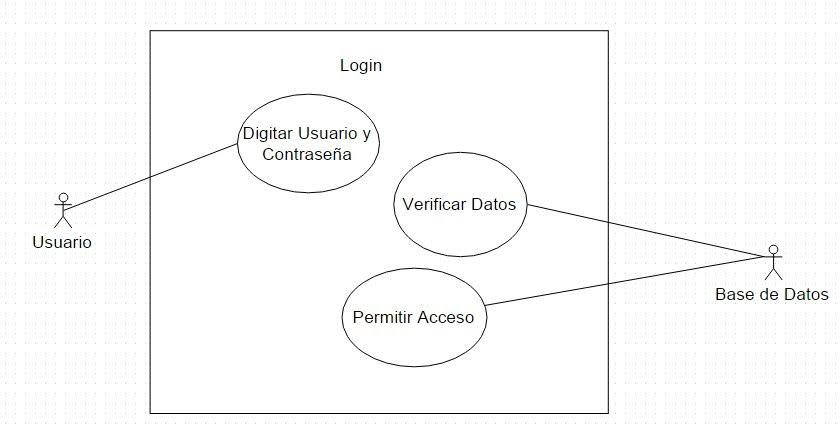 Login
Digitar Usuario y
Contraseña
Verificar Datos
Usuario
Base de Datos
Permitir Acceso